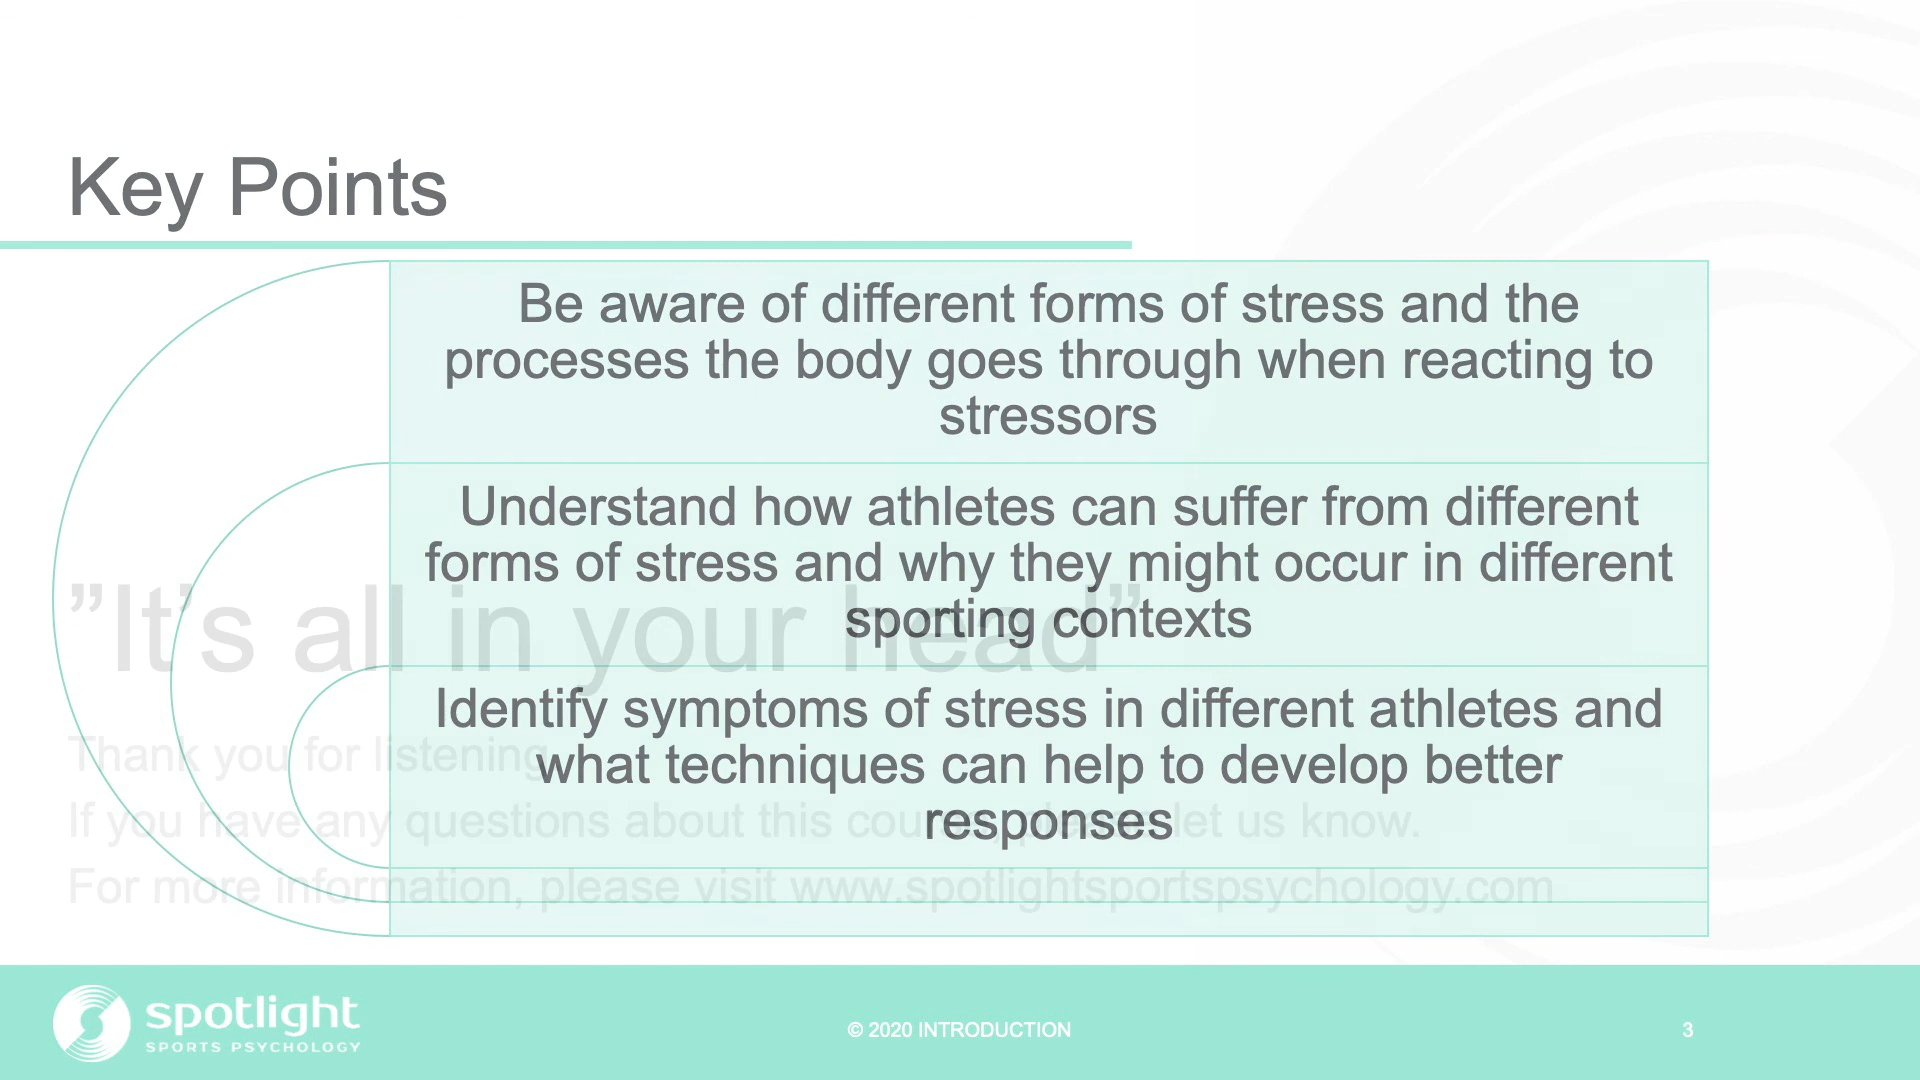 Key Points
Be aware of different forms of stress and the
processes the body goes through when reacting to
stressors
Understand how athletes can suffer from different
forms of stress and why they might occur in different
sporting contexts
Identify symptoms of stress in different athletes and
what techniques can help to develop better
responses
”It’s all in your head”
Thank you for listening
If you have any questions about this course please let us know.
For more information, please visit www.spotlightsportspsychology.com
spotlight
SPORTS PSYCHOLOGY
© 2020 INTRODUCTION
3